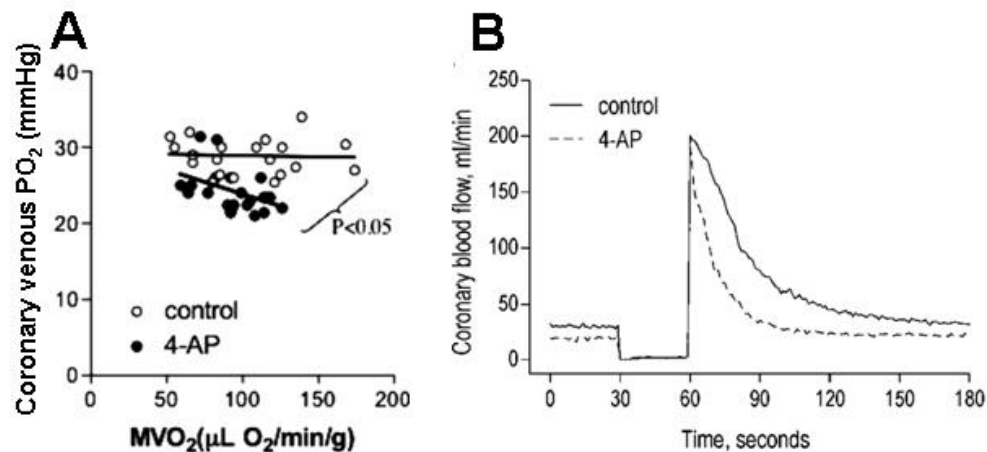 A
Coronary venous PO2 (mmHg)
40
30
20
10
0
P<0.05
control
4-AP
0 50 100 150 200
MVO2(μL O2/min/g)
B
Coronary blood flow, ml/min
250
200
150
100
50
0
control
4-AP
0 30 60 90 120 150 180
Time, seconds